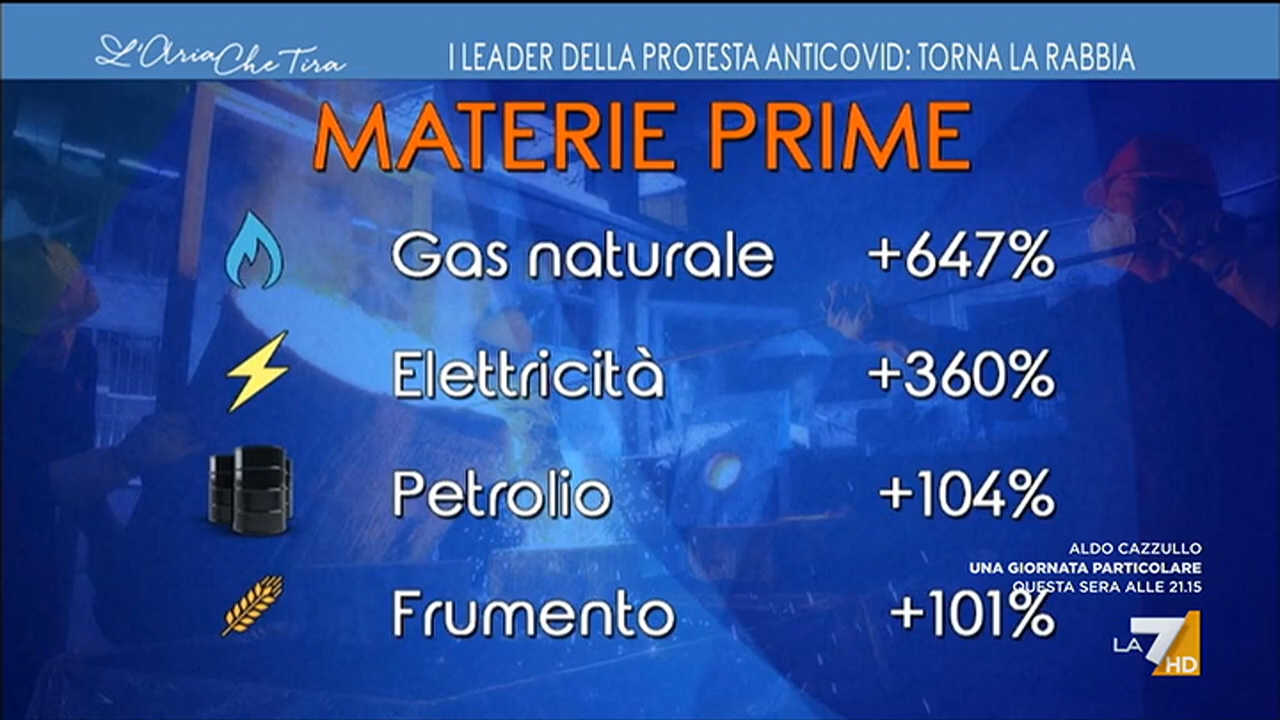 L'Aria Che Tira
I LEADER DELLA PROTESTA ANTICOVID: TORNA LA RABBIA
MATERIE PRIME
Gas naturale +647%
Elettricità +360%
Petrolio +104%
Frumento +101%
ALDO CAZZULLO
UNA GIORNATA PARTICOLARE
QUESTA SERA ALLE 21.15
LA 7 HD